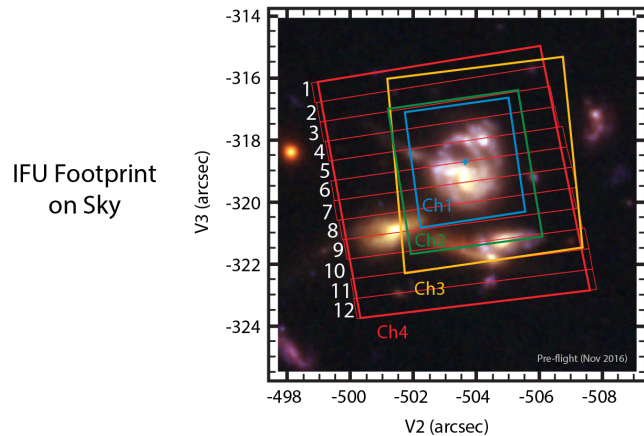 IFU Footprint
on Sky
V3 (arcsec)
-314
-316
-318
-320
-322
-324
1
2
3
4
5
6
7
8
9
10
11
12
Ch1
Ch2
Ch3
Ch4
Pre-flight (Nov 2016)
-498 -500 -502 -504 -506 -508
V2 (arcsec)